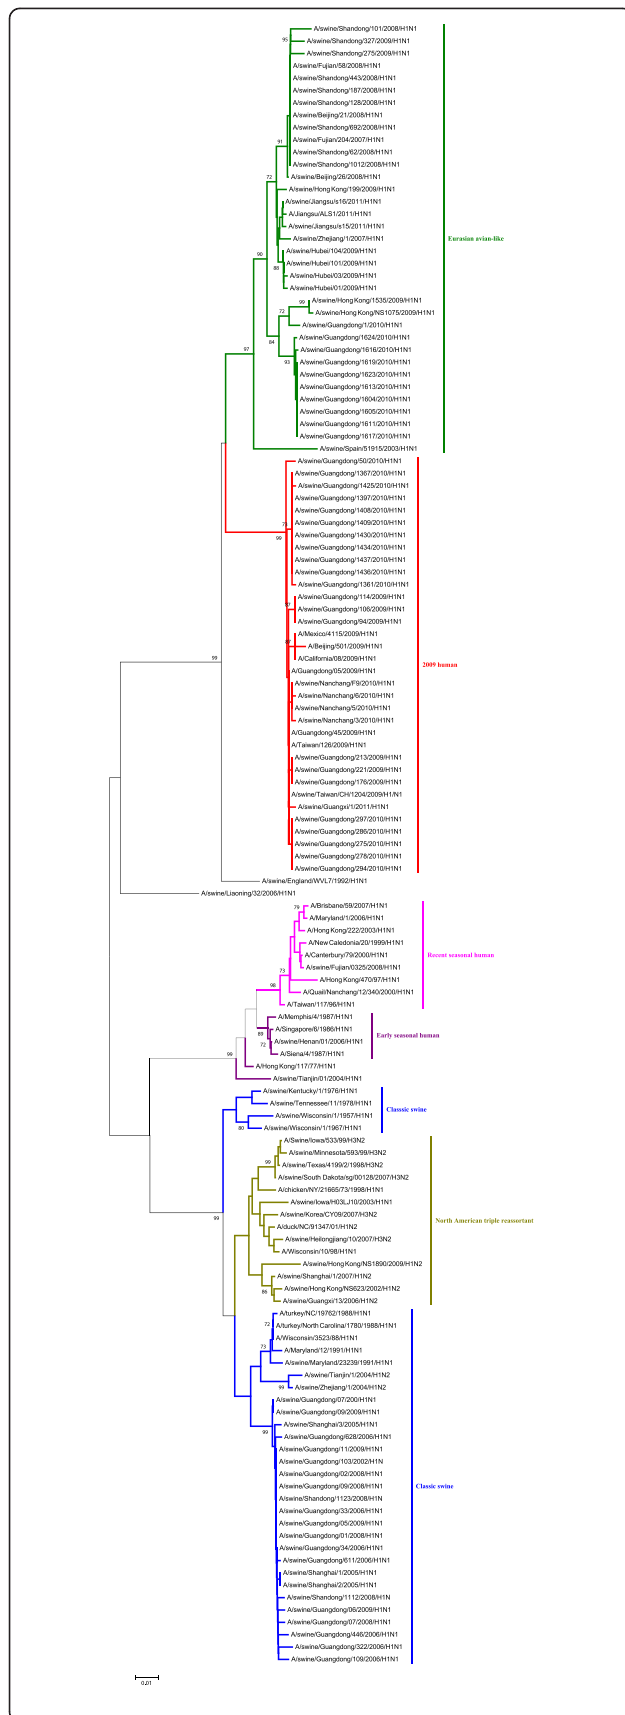 A/swine/Shandong/101/2008/H1N1
95
A/swine/Shandong/327/2009/H1N1
A/swine/Shandong/275/2009/H1N1
A/swine/Fujian/58/2008/H1N1
A/swine/Shandong/443/2008/H1N1
A/swine/Shandong/187/2008/H1N1
A/swine/Shandong/128/2008/H1N1
A/swine/Beijing/21/2008/H1N1
A/swine/Shandong/692/2008/H1N1
A/swine/Fujian/204/2007/H1N1
91
A/swine/Shandong/62/2008/H1N1
A/swine/Shandong/1012/2008/H1N1
72
A/swine/Beijing/26/2008/H1N1
A/swine/Hong Kong/199/2009/H1N1
A/swine/Jiangsu/s16/2011/H1N1
A/Jiangsu/ALS1/2011/H1N1
A/swine/Jiangsu/s15/2011/H1N1
A/swine/Zhejiang/1/2007/H1N1
Eurasian avian-like
A/swine/Hubei/104/2009/H1N1
90
A/swine/Hubei/101/2009/H1N1
88
A/swine/Hubei/03/2009/H1N1
A/swine/Hubei/01/2009/H1N1
99
A/swine/Hong Kong/1535/2009/H1N1
72
A/swine/Hong Kong/NS1075/2009/H1N1
A/swine/Guangdong/1/2010/H1N1
84
A/swine/Guangdong/1624/2010/H1N1
97
A/swine/Guangdong/1616/2010/H1N1
93
A/swine/Guangdong/1619/2010/H1N1
A/swine/Guangdong/1623/2010/H1N1
A/swine/Guangdong/1613/2010/H1N1
A/swine/Guangdong/1604/2010/H1N1
A/swine/Guangdong/1605/2010/H1N1
A/swine/Guangdong/1611/2010/H1N1
A/swine/Guangdong/1617/2010/H1N1
A/swine/Spain/51915/2003/H1N1
A/swine/Guangdong/50/2010/H1N1
A/swine/Guangdong/1367/2010/H1N1
A/swine/Guangdong/1425/2010/H1N1
A/swine/Guangdong/1397/2010/H1N1
A/swine/Guangdong/1408/2010/H1N1
A/swine/Guangdong/1409/2010/H1N1
99
A/swine/Guangdong/1430/2010/H1N1
A/swine/Guangdong/1434/2010/H1N1
A/swine/Guangdong/1437/2010/H1N1
A/swine/Guangdong/1436/2010/H1N1
A/swine/Guangdong/1361/2010/H1N1
A/swine/Guangdong/114/2009/H1N1
A/swine/Guangdong/106/2009/H1N1
A/swine/Guangdong/94/2009/H1N1
A/Mexico/4115/2009/H1N1
A/Beijing/501/2009/H1N1
99
A/California/08/2009/H1N1
2009 human
A/Guangdong/05/2009/H1N1
A/swine/Nanchang/F9/2010/H1N1
A/swine/Nanchang/6/2010/H1N1
A/swine/Nanchang/5/2010/H1N1
A/swine/Nanchang/3/2010/H1N1
A/Guangdong/45/2009/H1N1
A/Taiwan/126/2009/H1N1
A/swine/Guangdong/213/2009/H1N1
A/swine/Guangdong/221/2009/H1N1
A/swine/Guangdong/176/2009/H1N1
A/swine/Taiwan/CH/1204/2009/H1/N1
A/swine/Guangxi/1/2011/H1N1
A/swine/Guangdong/297/2010/H1N1
A/swine/Guangdong/286/2010/H1N1
A/swine/Guangdong/275/2010/H1N1
A/swine/Guangdong/278/2010/H1N1
A/swine/Guangdong/294/2010/H1N1
A/swine/England/WVL7/1992/H1N1
A/swine/Liaoning/32/2006/H1N1
79
A/Brisbane/59/2007/H1N1
A/Maryland/1/2006/H1N1
A/Hong Kong/222/2003/H1N1
A/New Caledonia/20/1999/H1N1
A/Canterbury/79/2000/H1N1
Recent seasonal human
A/swine/Fujian/0325/2008/H1N1
73
A/Hong Kong/470/97/H1N1
98
A/Quail/Nanchang/12/340/2000/H1N1
A/Taiwan/117/96/H1N1
A/Memphis/4/1987/H1N1
89
A/Singapore/6/1986/H1N1
Early seasonal human
72
A/swine/Henan/01/2006/H1N1
A/Siena/4/1987/H1N1
99
A/Hong Kong/117/77/H1N1
A/swine/Tianjin/01/2004/H1N1
A/swine/Kentucky/1/1976/H1N1
A/swine/Tennessee/11/1978/H1N1
Classsic swine
A/swine/Wisconsin/1/1957/H1N1
80
A/swine/Wisconsin/1/1967/H1N1
A/Swine/Iowa/533/99/H3N2
A/swine/Minnesota/593/99/H3N2
99
A/swine/Texas/4199/2/1998/H3N2
A/swine/South Dakota/sg/00128/2007/H3N2
A/chicken/NY/21665/73/1998/H1N1
A/swine/Iowa/H03LJ10/2003/H1N1
A/swine/Korea/CY09/2007/H3N2
99
North American triple reassortant
A/duck/NC/91347/01/H1N2
A/swine/Heilongjiang/10/2007/H3N2
A/Wisconsin/10/98/H1N1
A/swine/Hong Kong/NS1890/2009/H1N2
A/swine/Shanghai/1/2007/H1N2
86
A/swine/Hong Kong/NS623/2002/H1N2
A/swine/Guangxi/13/2006/H1N2
A/turkey/NC/19762/1988/H1N1
72
A/turkey/North Carolina/1780/1988/H1N1
A/Wisconsin/3523/88/H1N1
73
A/Maryland/12/1991/H1N1
A/swine/Maryland/23239/1991/H1N1
A/swine/Tianjin/1/2004/H1N2
99
A/swine/Zhejiang/1/2004/H1N2
A/swine/Guangdong/07/200/H1N1
A/swine/Guangdong/09/2009/H1N1
99
A/swine/Shanghai/3/2005/H1N1
A/swine/Guangdong/628/2006/H1N1
A/swine/Guangdong/11/2009/H1N1
A/swine/Guangdong/103/2002/H1N
A/swine/Guangdong/02/2008/H1N1
A/swine/Guangdong/09/2008/H1N1
Classic swine
A/swine/Shandong/1123/2008/H1N
A/swine/Guangdong/33/2006/H1N1
A/swine/Guangdong/05/2009/H1N1
A/swine/Guangdong/01/2008/H1N1
A/swine/Guangdong/34/2006/H1N1
A/swine/Guangdong/611/2006/H1N1
A/swine/Shanghai/1/2005/H1N1
A/swine/Shanghai/2/2005/H1N1
A/swine/Shandong/1112/2008/H1N
A/swine/Guangdong/06/2009/H1N1
A/swine/Guangdong/07/2008/H1N1
A/swine/Guangdong/446/2006/H1N1
A/swine/Guangdong/322/2006/H1N1
A/swine/Guangdong/109/2006/H1N1
0.01